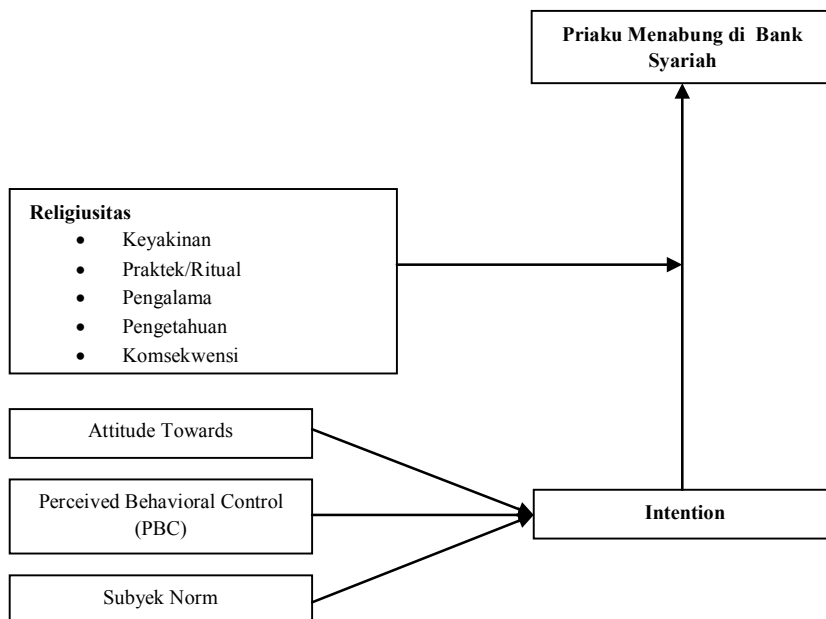 Priaku Menabung di Bank
Syariah
Religiusitas
• Keyakinan
• Praktek/Ritual
• Pengalama
• Pengetahuan
• Komsekwensi
Attitude Towards
Perceived Behavioral Control
(PBC)
Intention
Subyek Norm